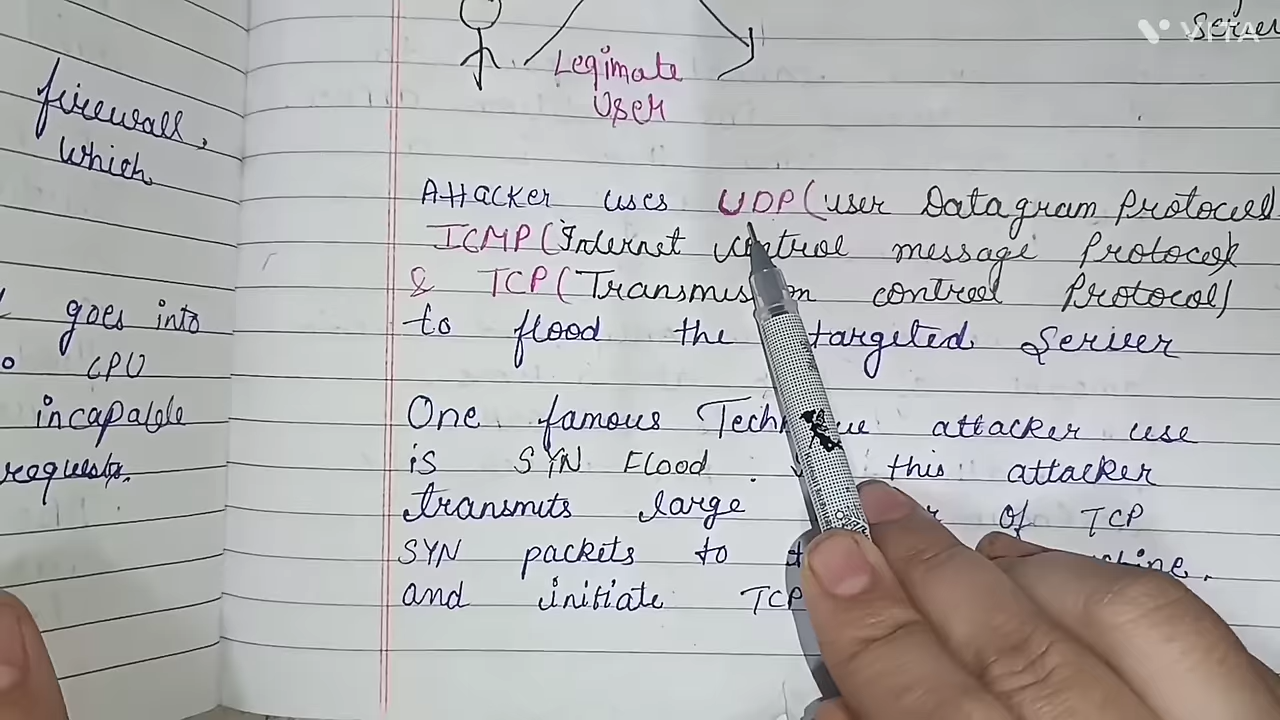 Server
Legimate
User
firewall,
which
goes into
CPU
incapable
requests.
Attacker uses UDP (user Datagram Protocol
ICMP (Internet control message Protocol)
& TCP (Transmission control Protocol)
to flood the targeted Server
One famous Technique attacker use
is SYN Flood. this attacker
transmits large of TCP
SYN packets to
and initiate TCP
VITA